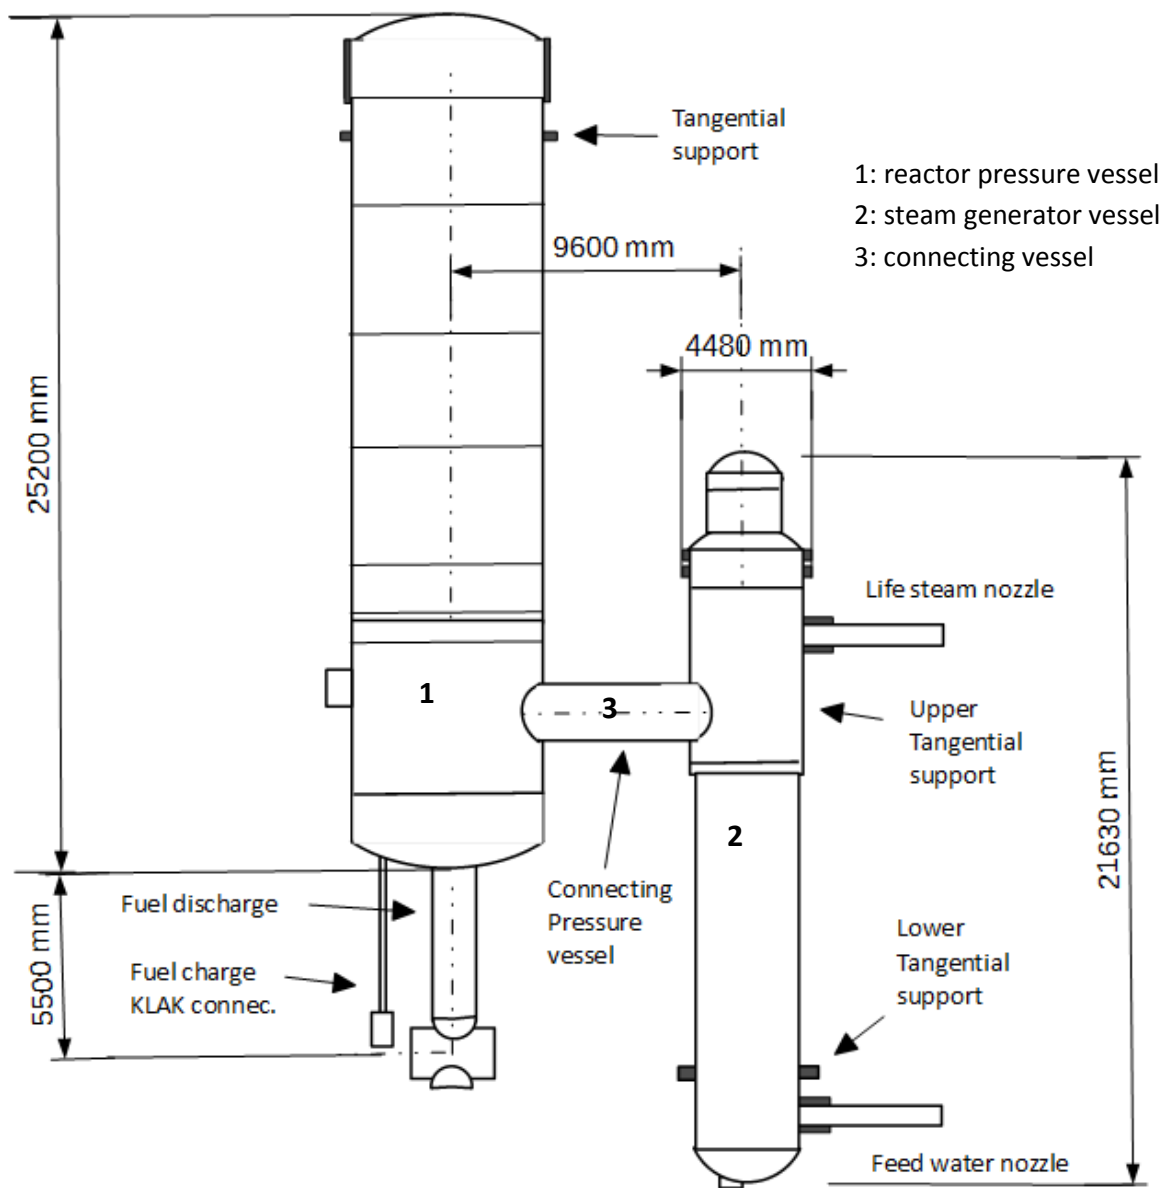 Tangential
support
1: reactor pressure vessel
2: steam generator vessel
3: connecting vessel
9600 mm
4480 mm
25200 mm
Life steam nozzle
1
3
Upper
Tangential
support
2
21630 mm
Connecting
Pressure
vessel
Fuel discharge
Lower
Tangential
support
5500 mm
Fuel charge
KLAK connec.
Feed water nozzle